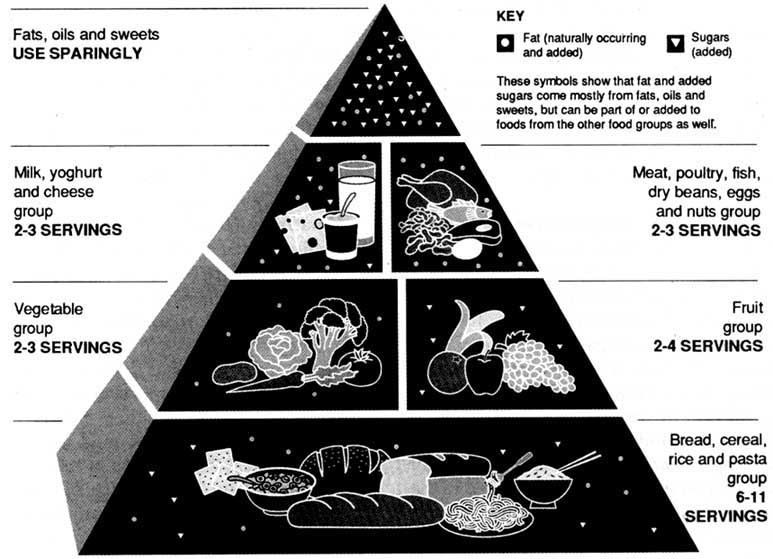 Fats, oils and sweets
USE SPARINGLY
KEY
Fat (naturally occurring
and added)
Sugars
(added)
These symbols show that fat and added
sugars come mostly from fats, oils and
sweets, but can be part of or added to
foods from the other food groups as well.
Milk, yoghurt
and cheese
group
2-3 SERVINGS
Meat, poultry, fish,
dry beans, eggs
and nuts group
2-3 SERVINGS
Vegetable
group
2-3 SERVINGS
Fruit
group
2-4 SERVINGS
Bread, cereal,
rice and pasta
group
6-11
SERVINGS